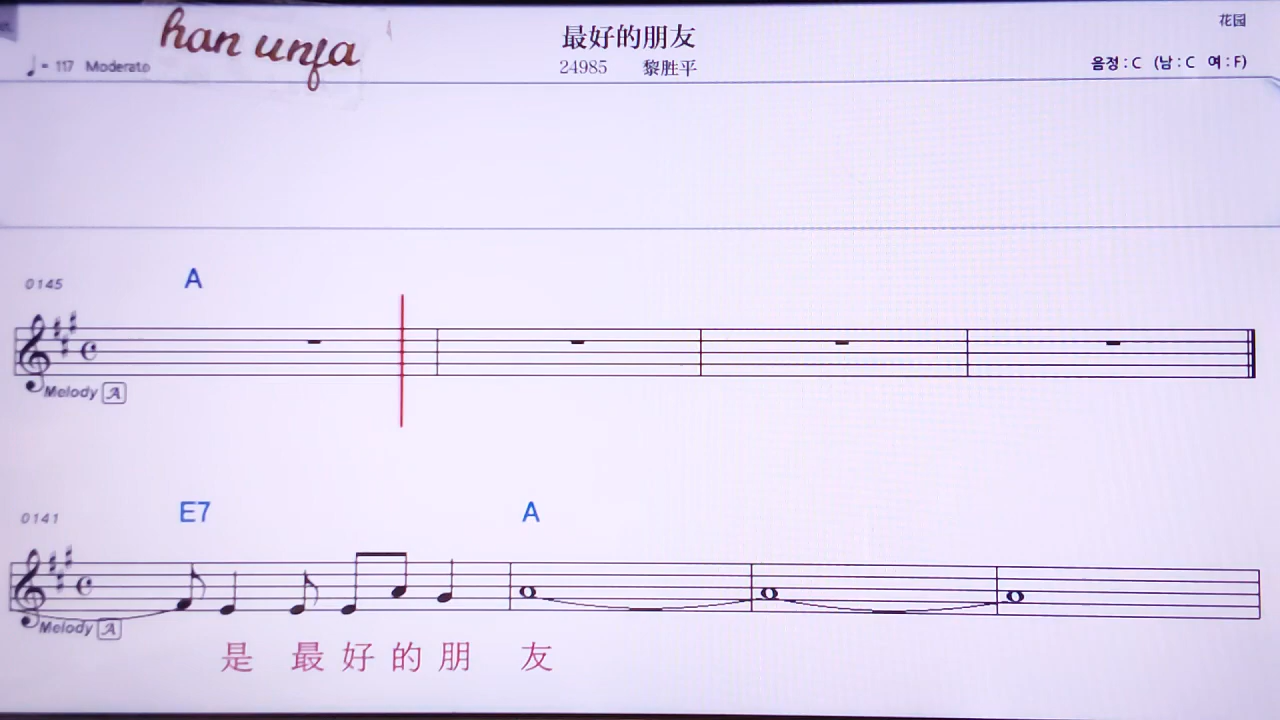 han unfa
最好的朋友
花园
♩= 117 Moderato
24985 黎胜平
음정 : C (남 : C 여 : F)
0145 A
Melody A
0141 E7 A
Melody A
是 最 好 的 朋 友